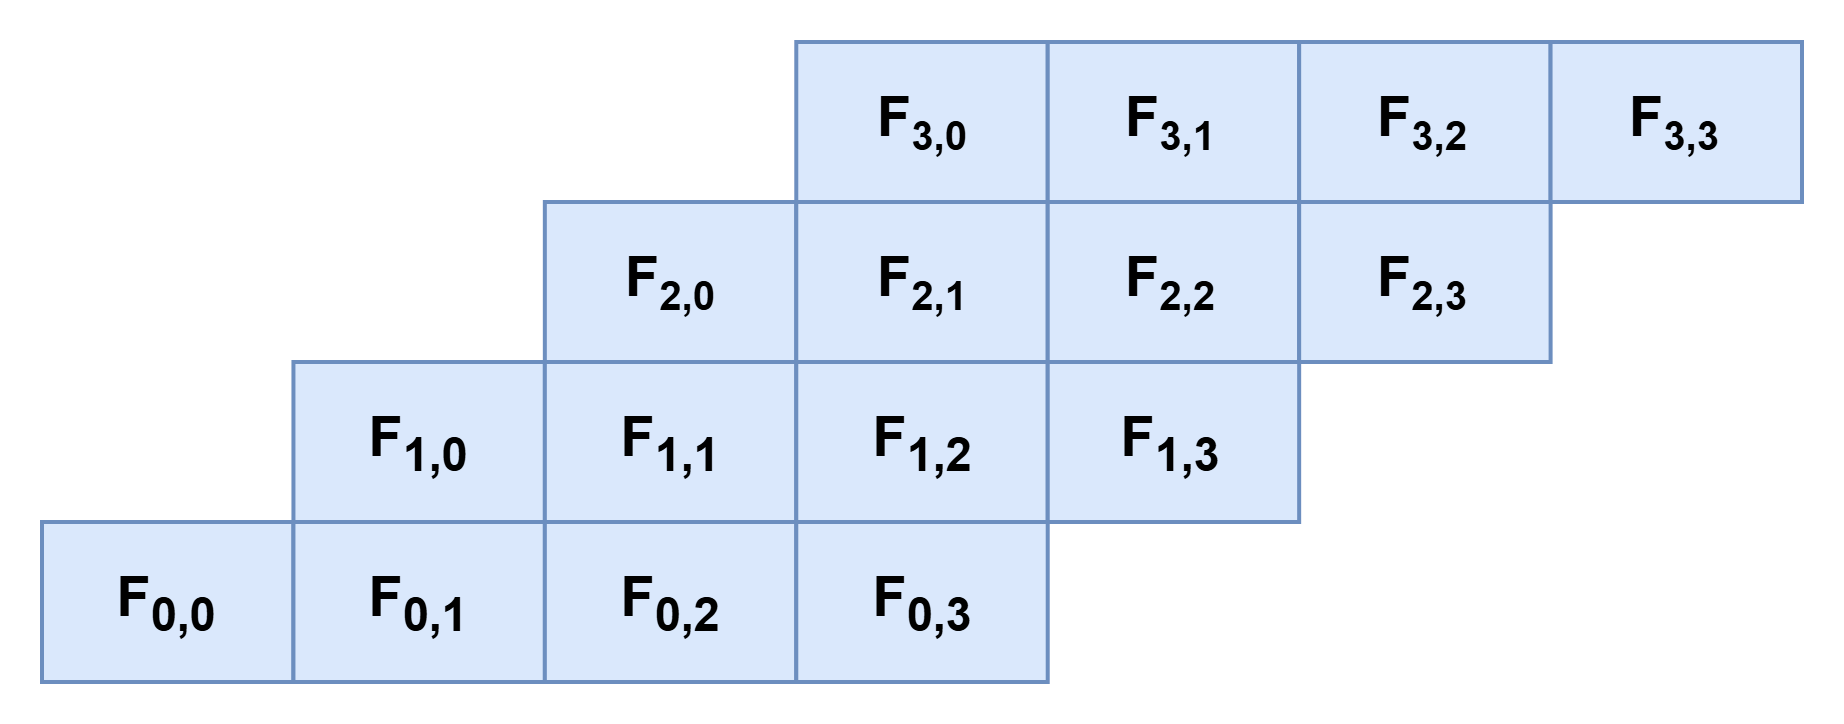 F3,0 F3,1 F3,2 F3,3
F2,0 F2,1 F2,2 F2,3
F1,0 F1,1 F1,2 F1,3
F0,0 F0,1 F0,2 F0,3